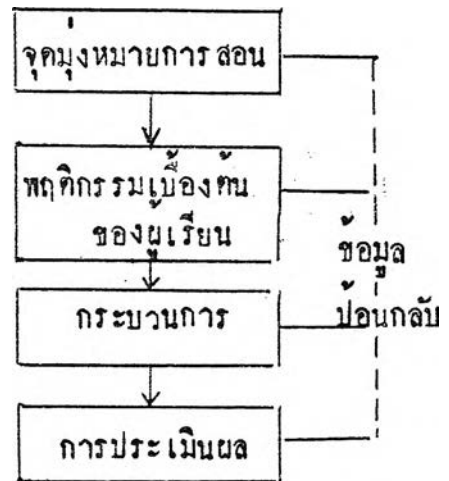 จุดมุ่งหมายการสอน
พฤติกรรมเบื้องต้น
ของผู้เรียน
ข้อมูล
ป้อนกลับ
กระบวนการ
การประเมินผล